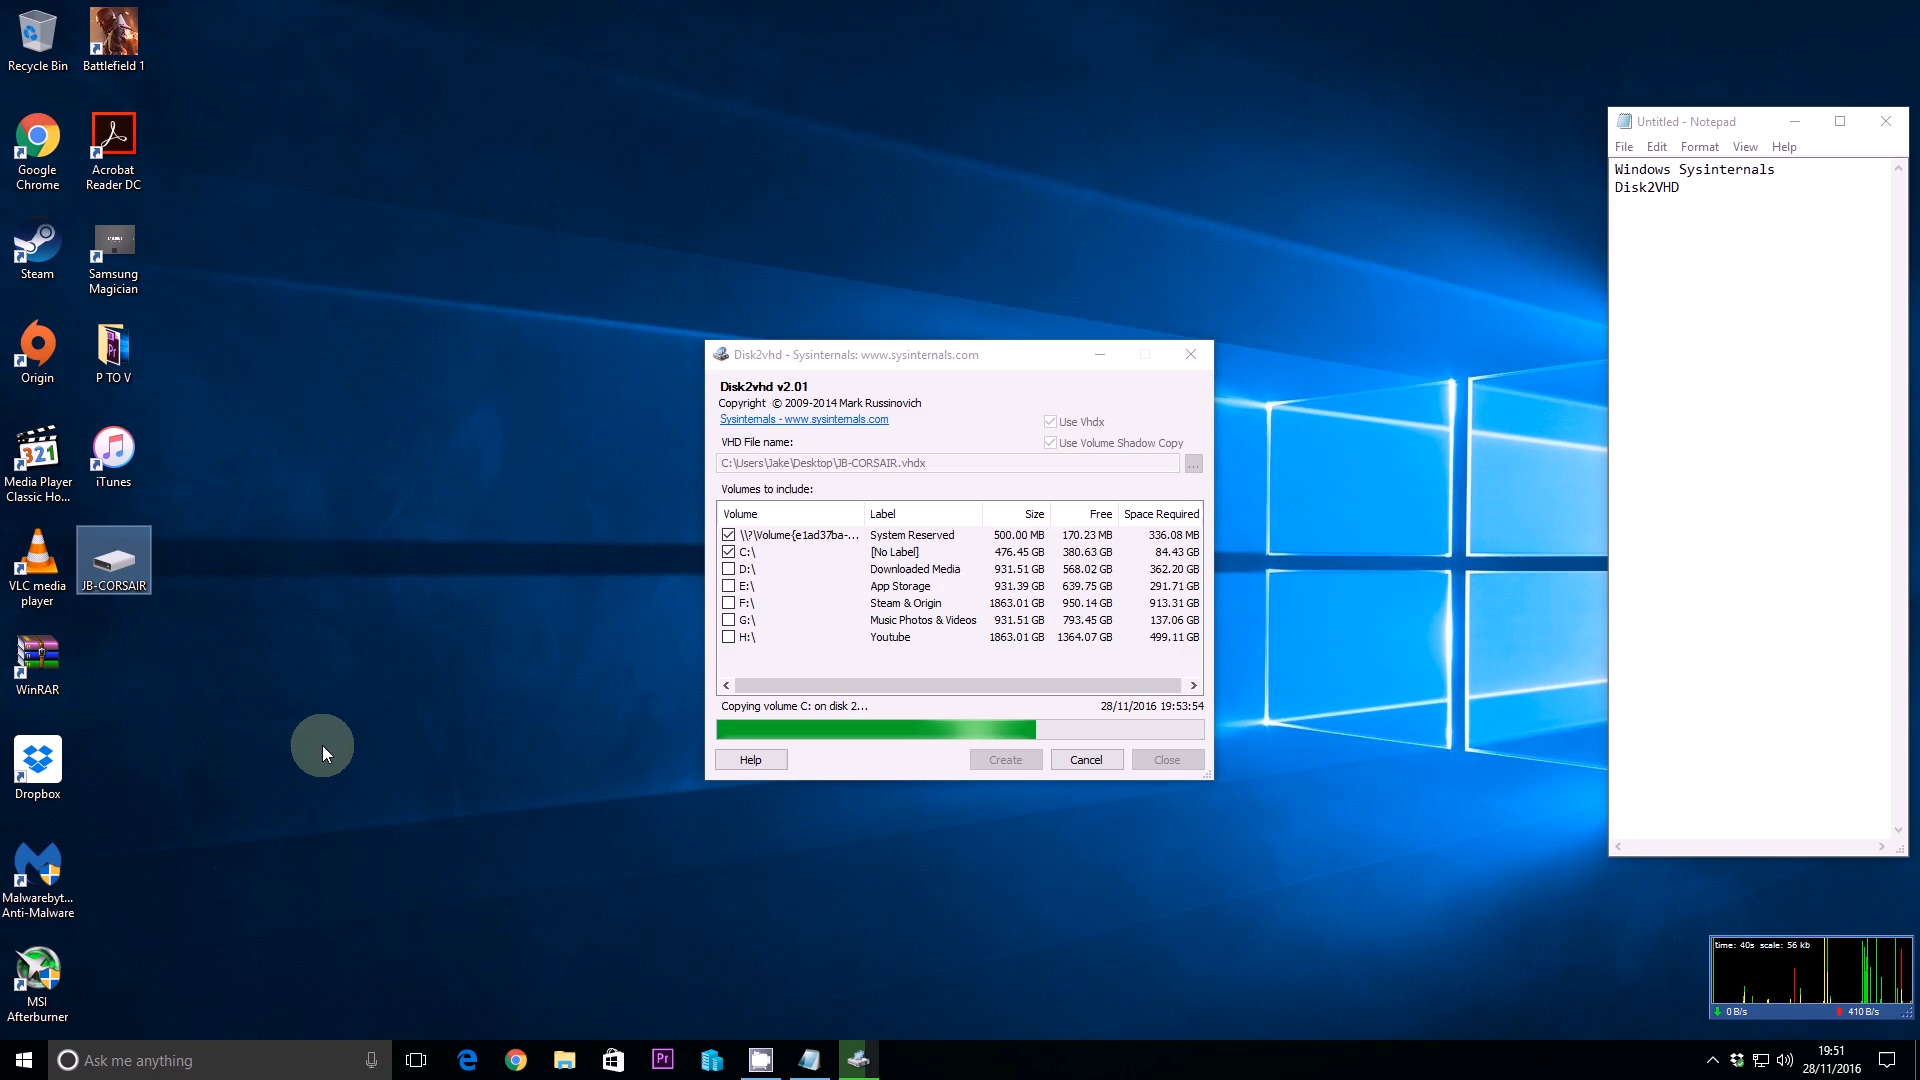 Recycle Bin
Battlefield 1
Google
Chrome
Acrobat
Reader DC
Steam
Samsung
Magician
Origin
P TO V
Media Player
Classic Ho...
iTunes
VLC media
player
JB-CORSAIR
WinRAR
Dropbox
Malwarebyt...
Anti-Malware
MSI
Afterburner
Disk2vhd - Sysinternals: www.sysinternals.com
Disk2vhd v2.01
Copyright © 2009-2014 Mark Russinovich
Sysinternals - www.sysinternals.com
Use Vhdx
VHD File name:
Use Volume Shadow Copy
C:\Users\Jake\Desktop\JB-CORSAIR.vhdx
...
Volumes to include:
Volume Label Size Free Space Required
\\?\Volume{e1ad37ba-... System Reserved 500.00 MB 170.23 MB 336.08 MB
C:\ [No Label] 476.45 GB 380.63 GB 84.43 GB
D:\ Downloaded Media 931.51 GB 568.02 GB 362.20 GB
E:\ App Storage 931.39 GB 639.75 GB 291.71 GB
F:\ Steam & Origin 1863.01 GB 950.14 GB 913.31 GB
G:\ Music Photos & Videos 931.51 GB 793.45 GB 137.06 GB
H:\ Youtube 1863.01 GB 1364.07 GB 499.11 GB
Copying volume C: on disk 2... 28/11/2016 19:53:54
Help Create Cancel Close
Untitled - Notepad
File Edit Format View Help
Windows Sysinternals
Disk2VHD
time: 40s scale: 56 kb
0 B/s 410 B/s
Ask me anything
Pr
19:51
28/11/2016